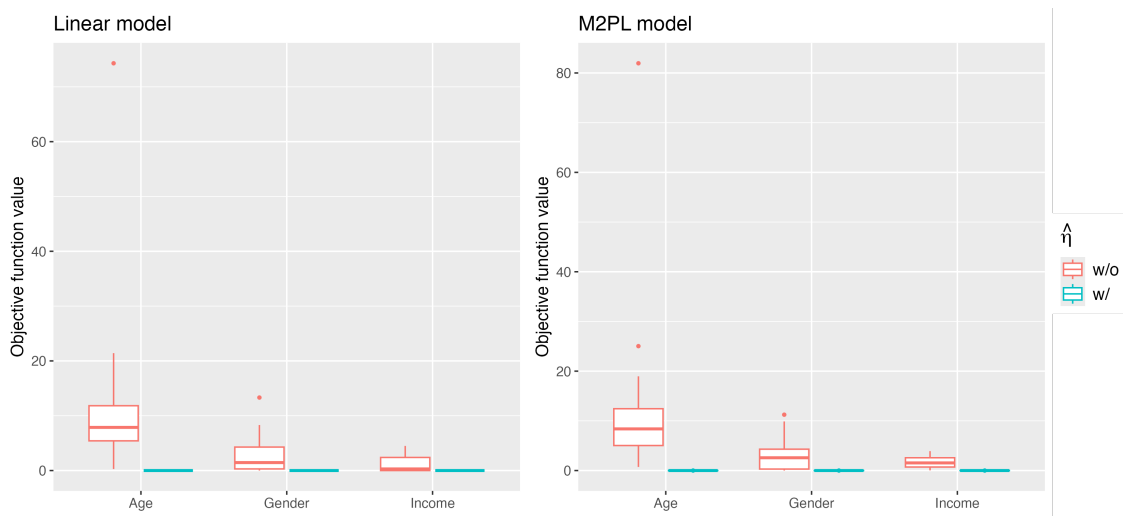 Linear model
Objective function value
60
40
20
0
Age Gender Income
M2PL model
Objective function value
80
60
40
20
0
Age Gender Income
η̂
w/o
w/